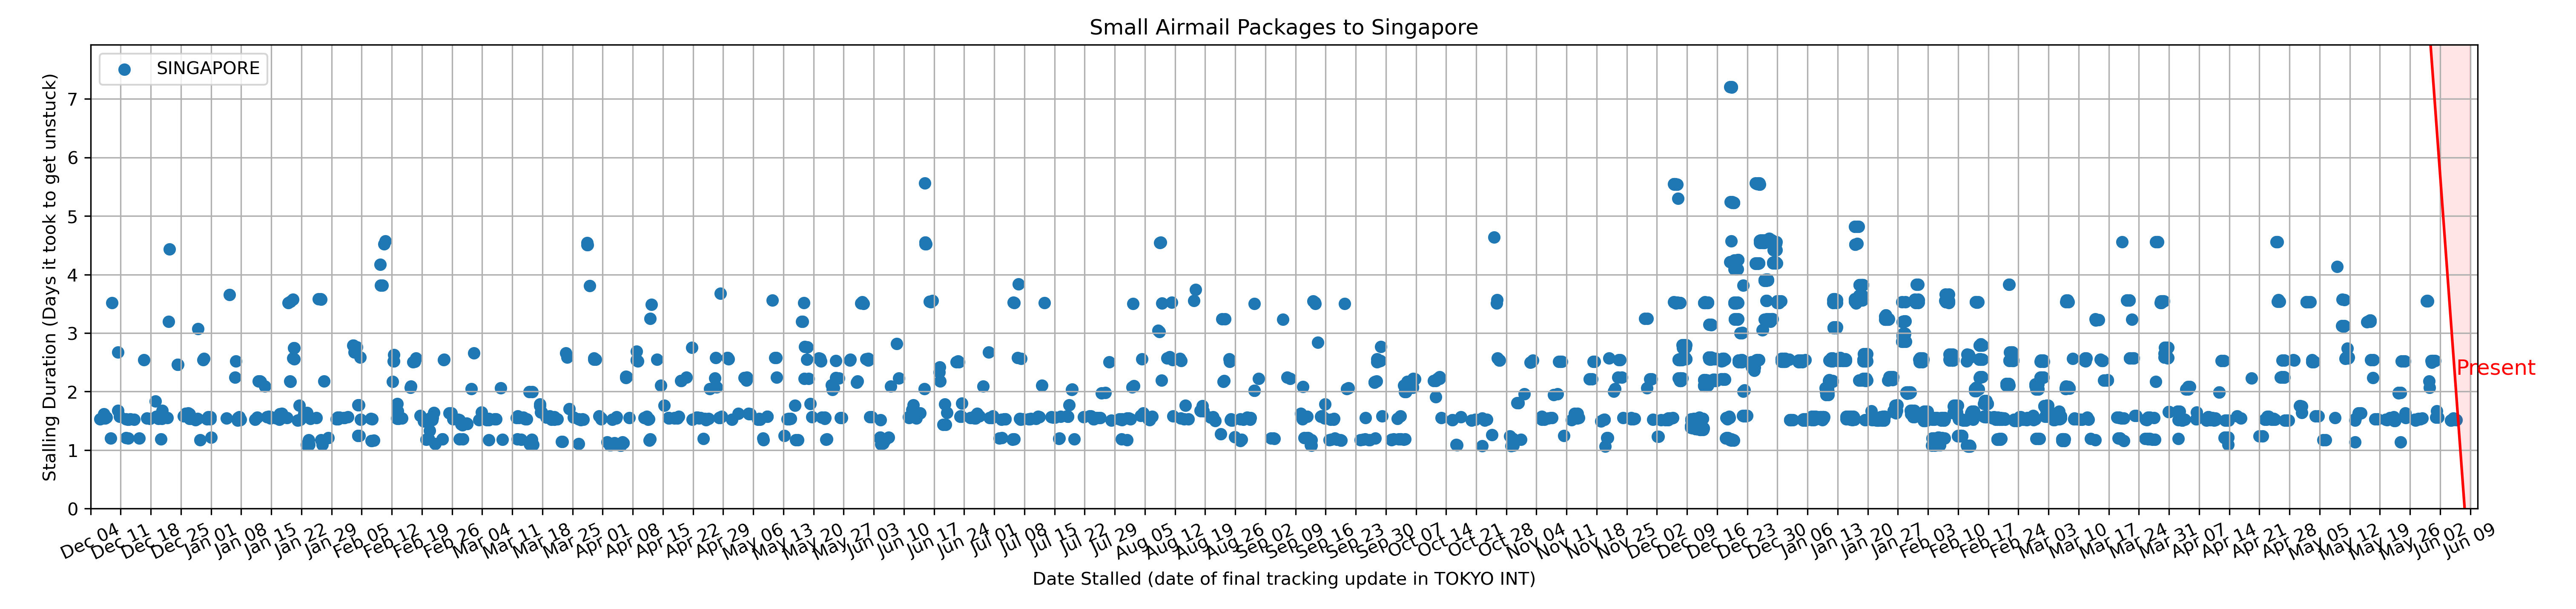 Small Airmail Packages to Singapore
SINGAPORE
Days it took to get unstuck
Stalling Duration (Days it took to get unstuck)
7
6
5
4
3
2
1
0
Present
Dec 04
Dec 11
Dec 18
Dec 25
Jan 01
Jan 08
Jan 15
Jan 22
Jan 29
Feb 05
Feb 12
Feb 19
Feb 26
Mar 04
Mar 11
Mar 18
Mar 25
Apr 01
Apr 08
Apr 15
Apr 22
Apr 29
May 06
May 13
May 20
May 27
Jun 03
Jun 10
Jun 17
Jun 24
Jul 01
Jul 08
Jul 15
Jul 22
Jul 29
Aug 05
Aug 12
Aug 19
Aug 26
Sep 02
Sep 09
Sep 16
Sep 23
Sep 30
Oct 07
Oct 14
Oct 21
Oct 28
Nov 04
Nov 11
Nov 18
Nov 25
Dec 02
Dec 09
Dec 16
Dec 23
Dec 30
Jan 06
Jan 13
Jan 20
Jan 27
Feb 03
Feb 10
Feb 17
Feb 24
Mar 03
Mar 10
Mar 17
Mar 24
Mar 31
Apr 07
Apr 14
Apr 21
Apr 28
May 05
May 12
May 19
May 26
Jun 02
Jun 09
Date Stalled (date of final tracking update in TOKYO INT)